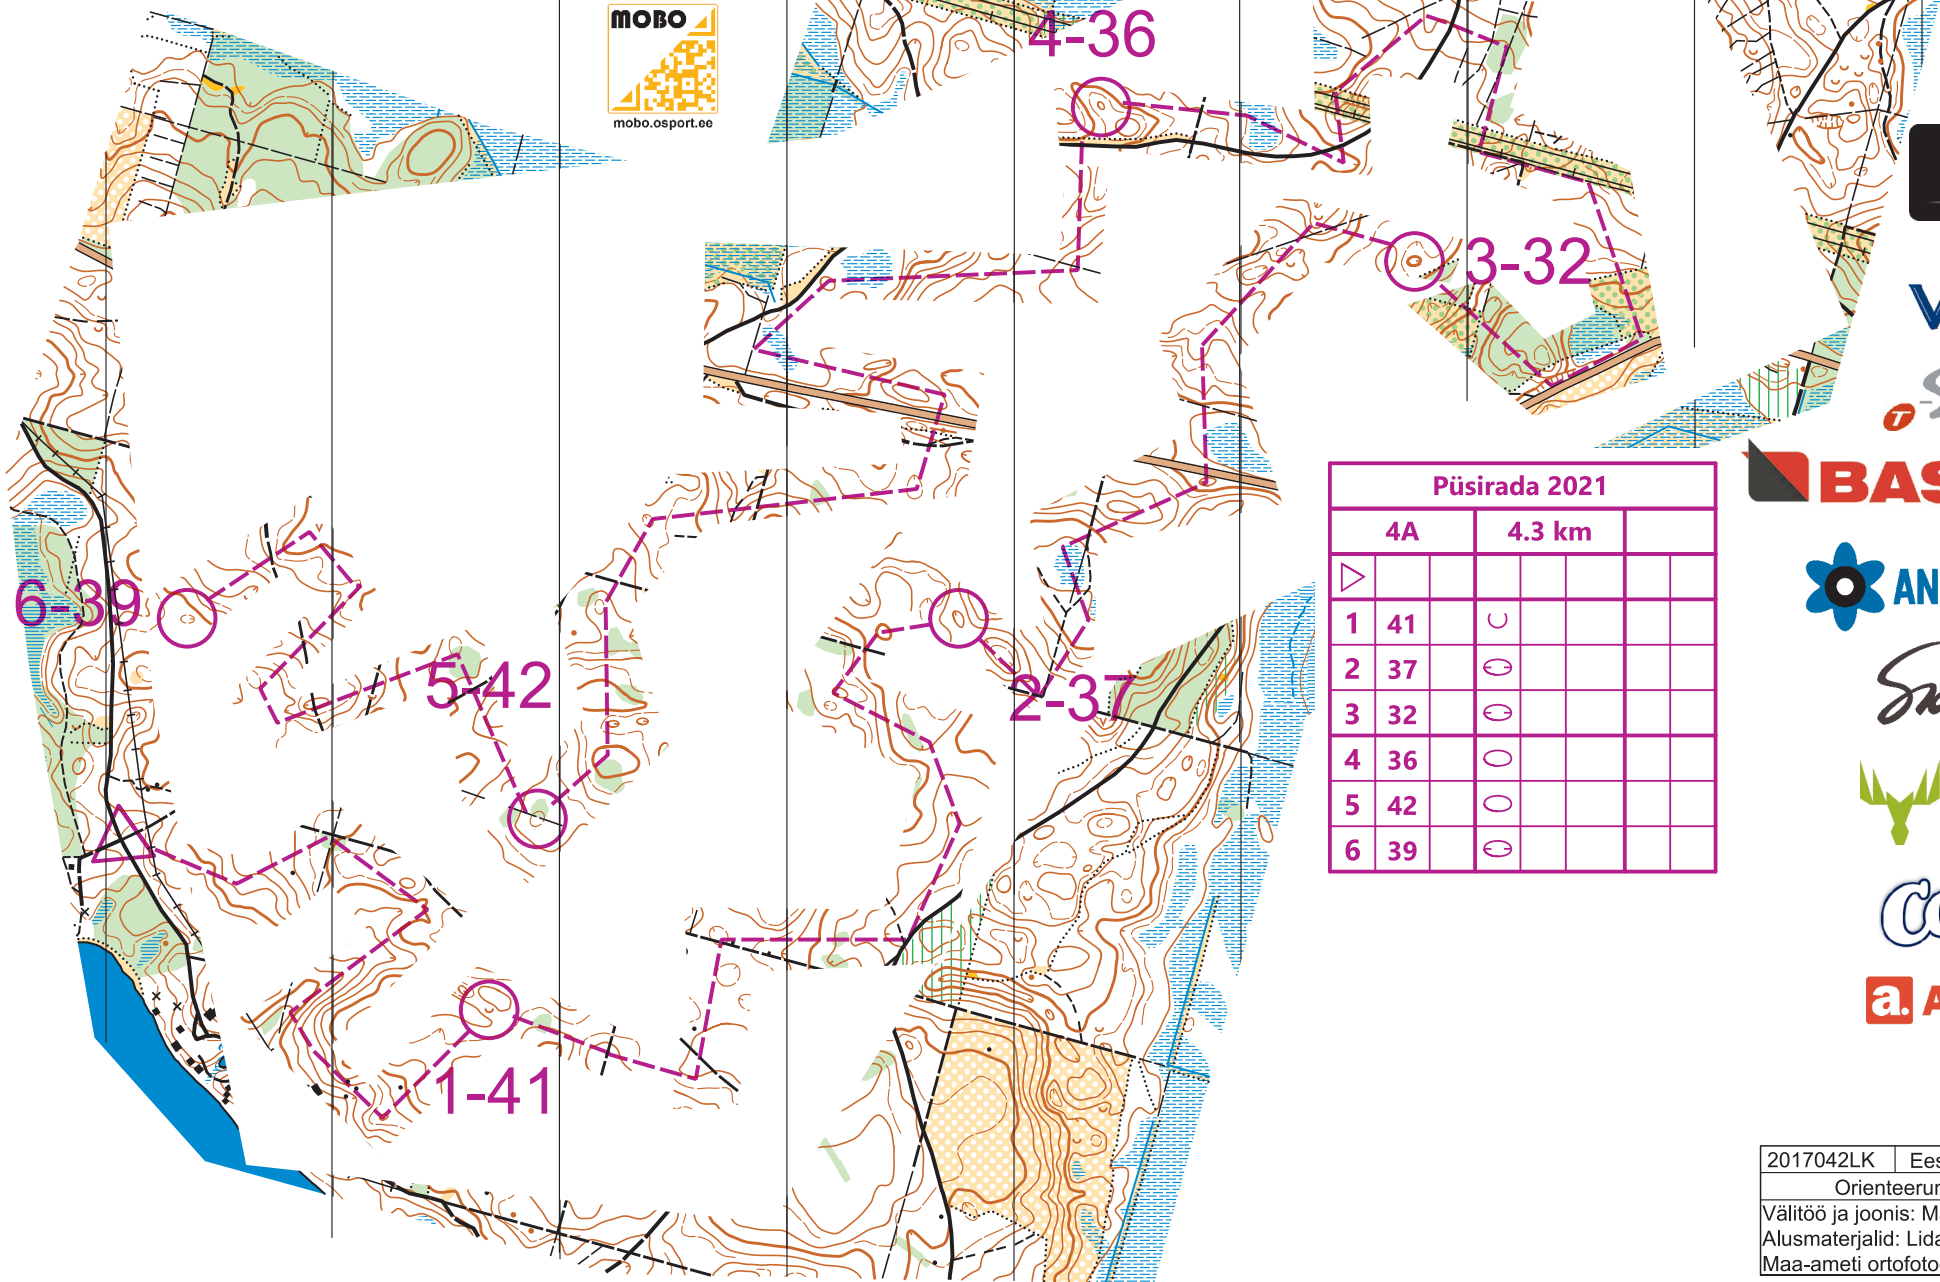 MOBO
mobo.osport.ee
4-36
3-32
6-39
5-42
2-37
1-41
Püsirada 2021
4A 4.3 km
1 41
2 37
3 32
4 36
5 42
6 39
T
BAS
AN
a. A
2017042LK
Välitöö ja joonis:
Alusmaterjalid:
Maa-ameti